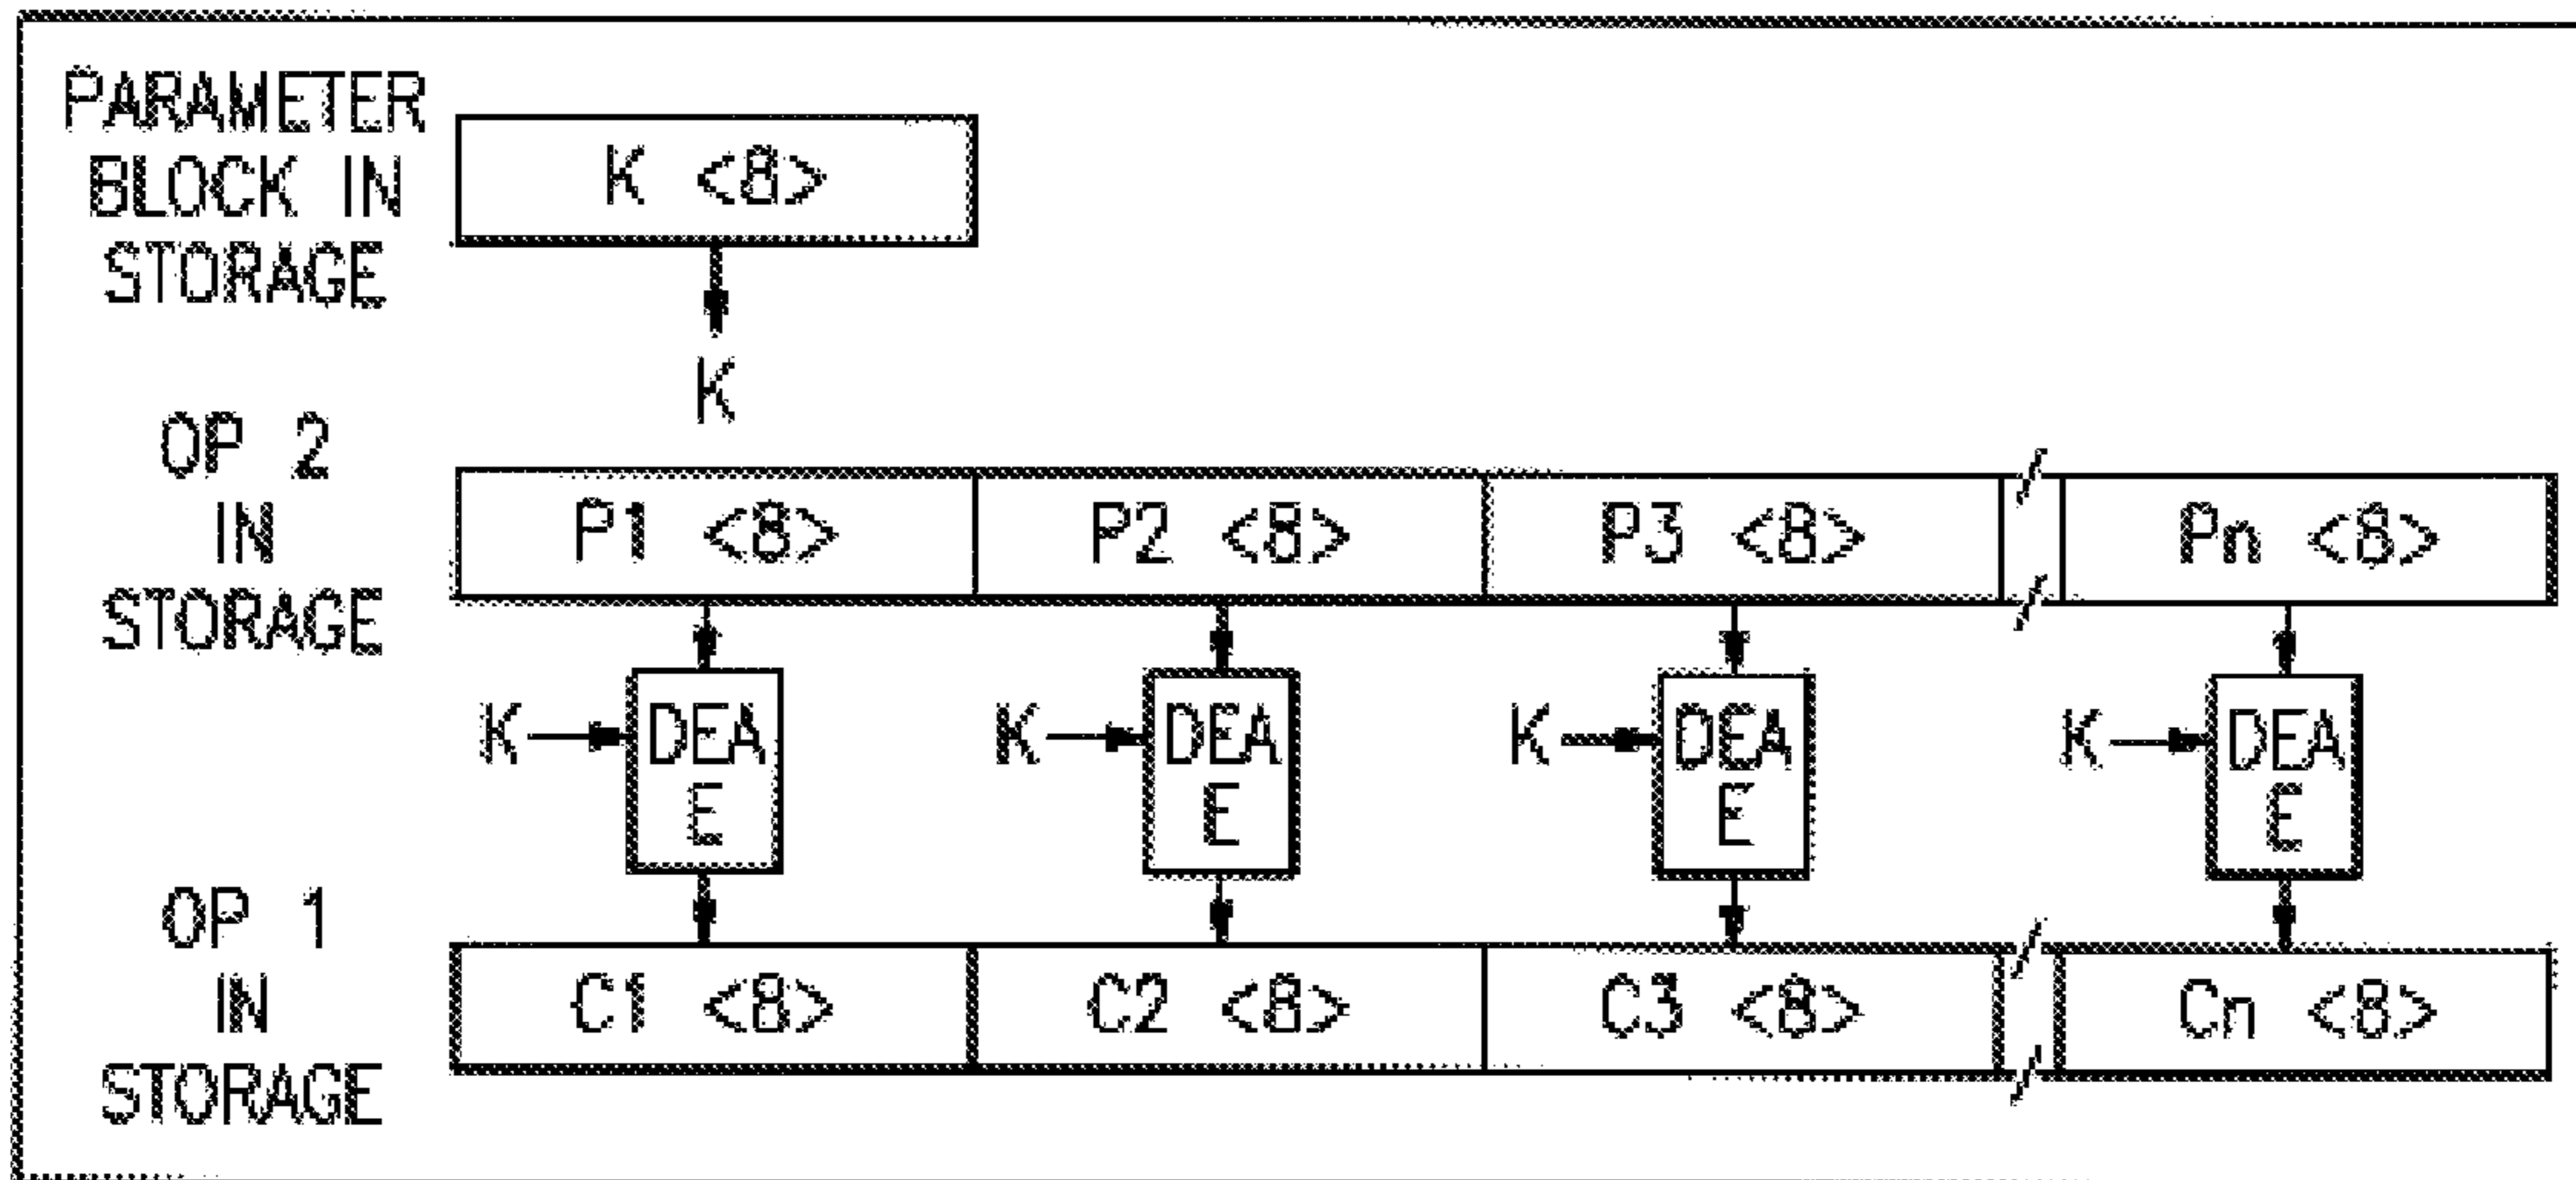 PARAMETER
BLOCK IN
STORAGE
K <8>
K
OP 2
IN
STORAGE
P1 <8> P2 <8> P3 <8> Pn <8>
K DEA K DEA K DEA K DEA
E E E E
OP 1
IN
STORAGE
C1 <8> C2 <8> C3 <8> Cn <8>